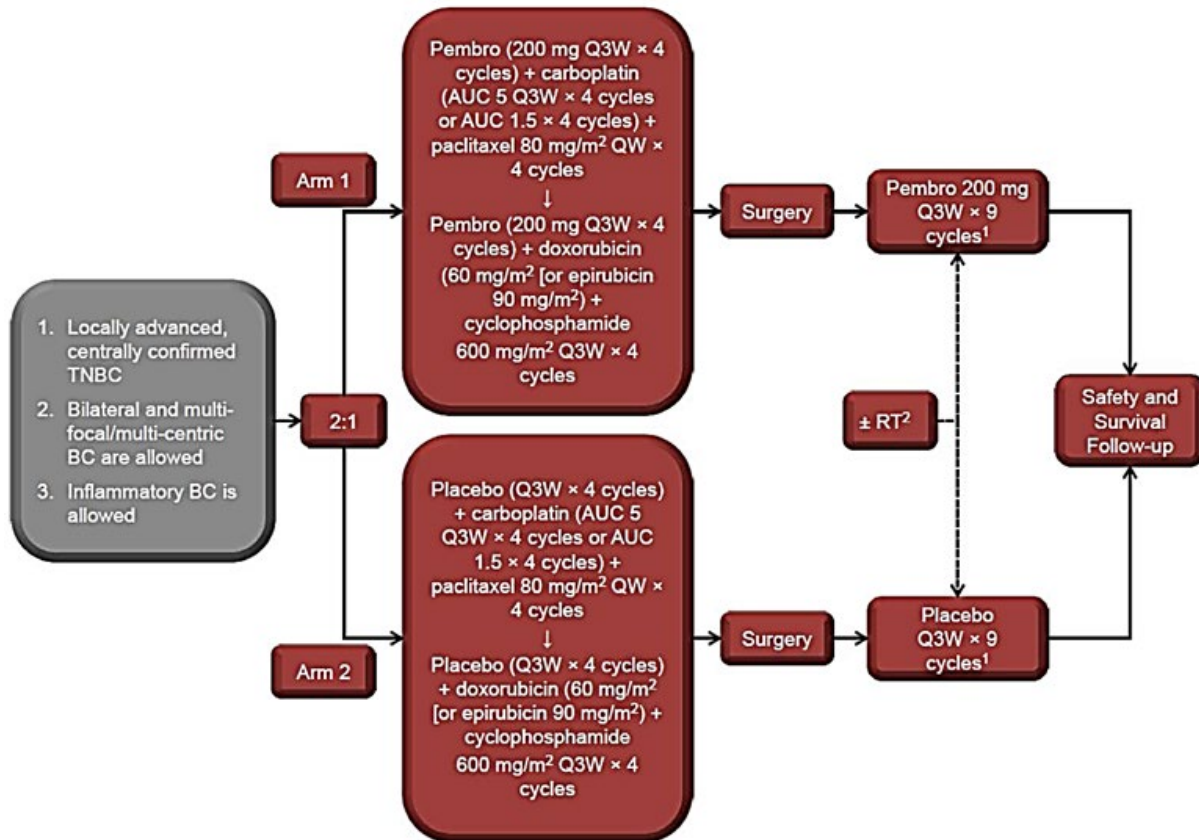 1. Locally advanced,
centrally confirmed
TNBC
2. Bilateral and multi-
focal/multi-centric
BC are allowed
3. Inflammatory BC is
allowed
2:1
Arm 1
Pembro (200 mg Q3W × 4
cycles) + carboplatin
(AUC 5 Q3W × 4 cycles
or AUC 1.5 × 4 cycles) +
paclitaxel 80 mg/m² QW ×
4 cycles
↓
Pembro (200 mg Q3W × 4
cycles) + doxorubicin
(60 mg/m² [or epirubicin
90 mg/m²) +
cyclophosphamide
600 mg/m² Q3W × 4
cycles
Surgery
Pembro 200 mg
Q3W × 9
cycles¹
Arm 2
Placebo (Q3W × 4 cycles)
+ carboplatin (AUC 5
Q3W × 4 cycles or AUC
1.5 × 4 cycles) +
paclitaxel 80 mg/m² QW ×
4 cycles
↓
Placebo (Q3W × 4 cycles)
+ doxorubicin (60 mg/m²
[or epirubicin 90 mg/m²) +
cyclophosphamide
600 mg/m² Q3W × 4
cycles
Surgery
Placebo
Q3W × 9
cycles¹
± RT²
Safety and
Survival
Follow-up